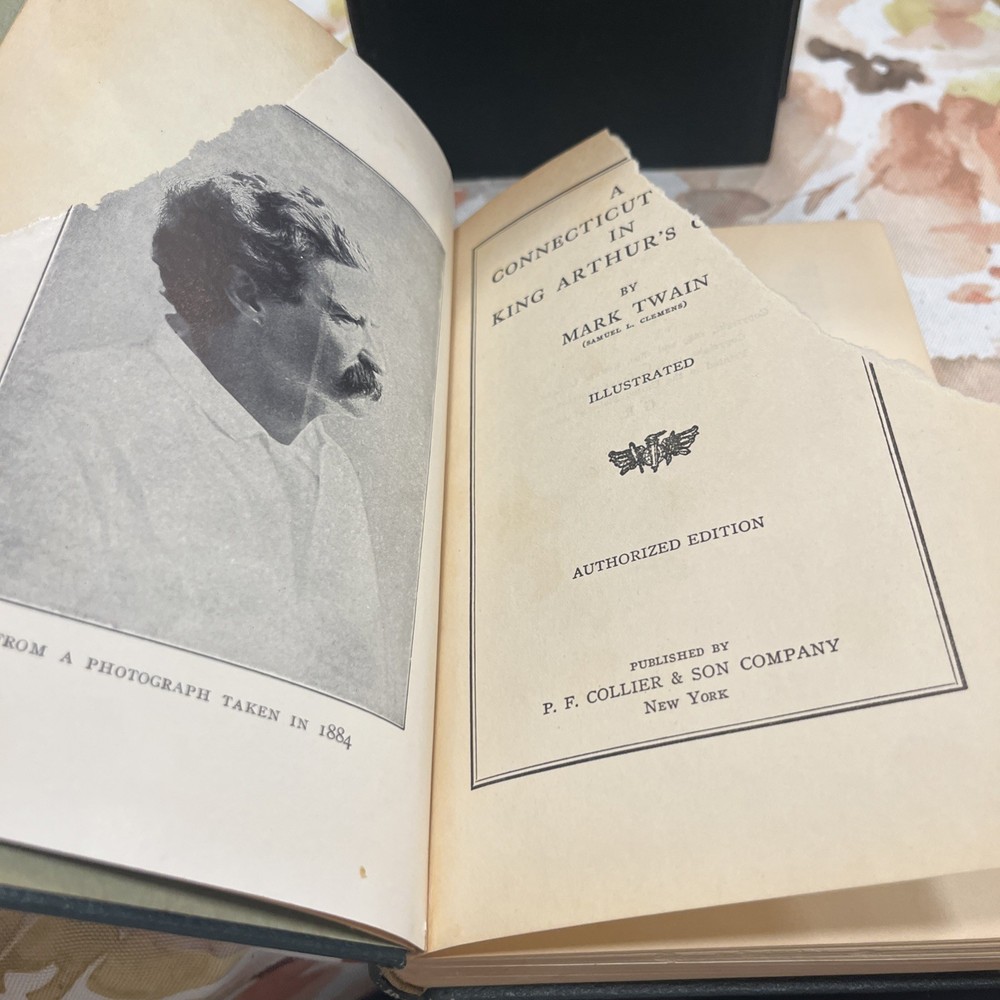 FROM A PHOTOGRAPH TAKEN IN 1884
A
CONNECTICUT
IN
KING ARTHUR'S
BY
MARK TWAIN
(SAMUEL L. CLEMENS)
ILLUSTRATED
AUTHORIZED EDITION
PUBLISHED BY
P. F. COLLIER & SON COMPANY
NEW YORK